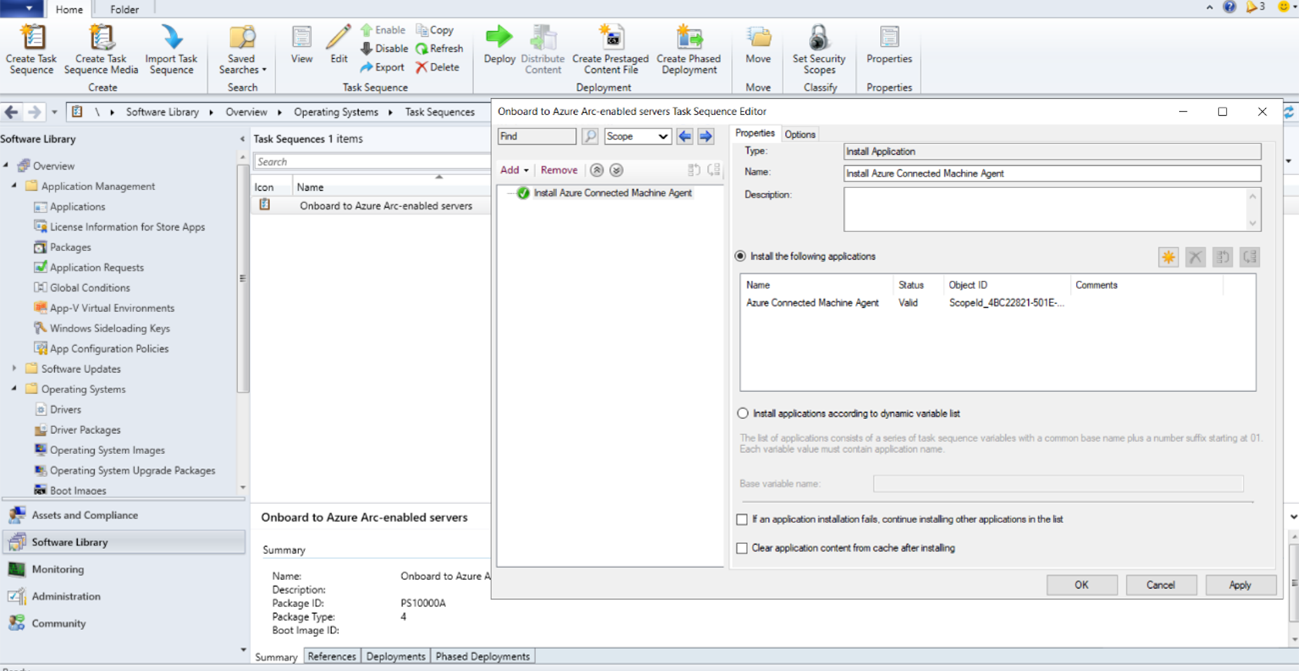 Home Folder
3
Create Task Sequence
Create Task Sequence Media
Import Task Sequence
Create
Saved Searches
Search
View
Edit
Enable
Disable
Export
Copy
Refresh
Delete
Task Sequence
Deploy
Distribute Content
Create Prestaged Content File
Create Phased Deployment
Deployment
Move
Move
Set Security Scopes
Classify
Properties
Properties
\ Software Library Overview Operating Systems Task Sequences
Software Library
Overview
Application Management
Applications
License Information for Store Apps
Packages
Application Requests
Global Conditions
App-V Virtual Environments
Windows Sideloading Keys
App Configuration Policies
Software Updates
Operating Systems
Drivers
Driver Packages
Operating System Images
Operating System Upgrade Packages
Boot Images
Assets and Compliance
Software Library
Monitoring
Administration
Community
Task Sequences 1 items
Search
Icon Name
Onboard to Azure Arc-enabled servers
Onboard to Azure Arc-enabled servers
Summary
Name: Onboard to Azure A
Description:
Package ID: PS10000A
Package Type: 4
Boot Image ID:
Summary References Deployments Phased Deployments
Onboard to Azure Arc-enabled servers Task Sequence Editor
Find Scope
Add Remove
Install Azure Connected Machine Agent
Properties Options
Type: Install Application
Name: Install Azure Connected Machine Agent
Description:
Install the following applications
Name Status Object ID Comments
Azure Connected Machine Agent Valid ScopeId_4BC22821-501E-...
Install applications according to dynamic variable list
The list of applications consists of a series of task sequence variables with a common base name plus a number suffix starting at 01.
Each variable value must contain application name.
Base variable name:
If an application installation fails, continue installing other applications in the list
Clear application content from cache after installing
OK Cancel Apply